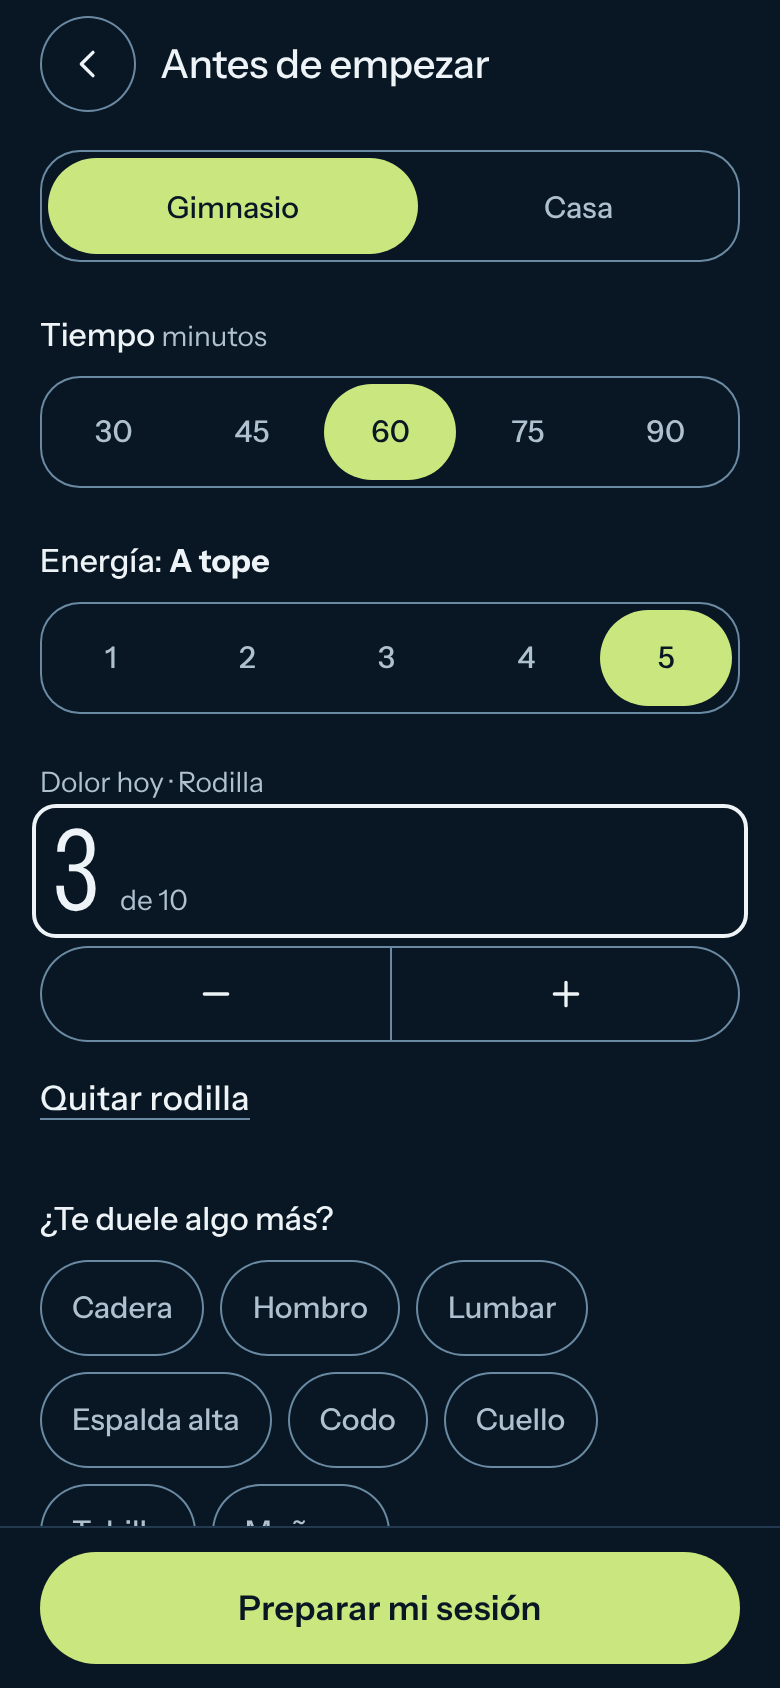 Antes de empezar
Gimnasio Casa
Tiempo minutos
30 45 60 75 90
Energía: A tope
1 2 3 4 5
Dolor hoy · Rodilla
3 de 10
− +
Quitar rodilla
¿Te duele algo más?
Cadera Hombro Lumbar
Espalda alta Codo Cuello
Preparar mi sesión